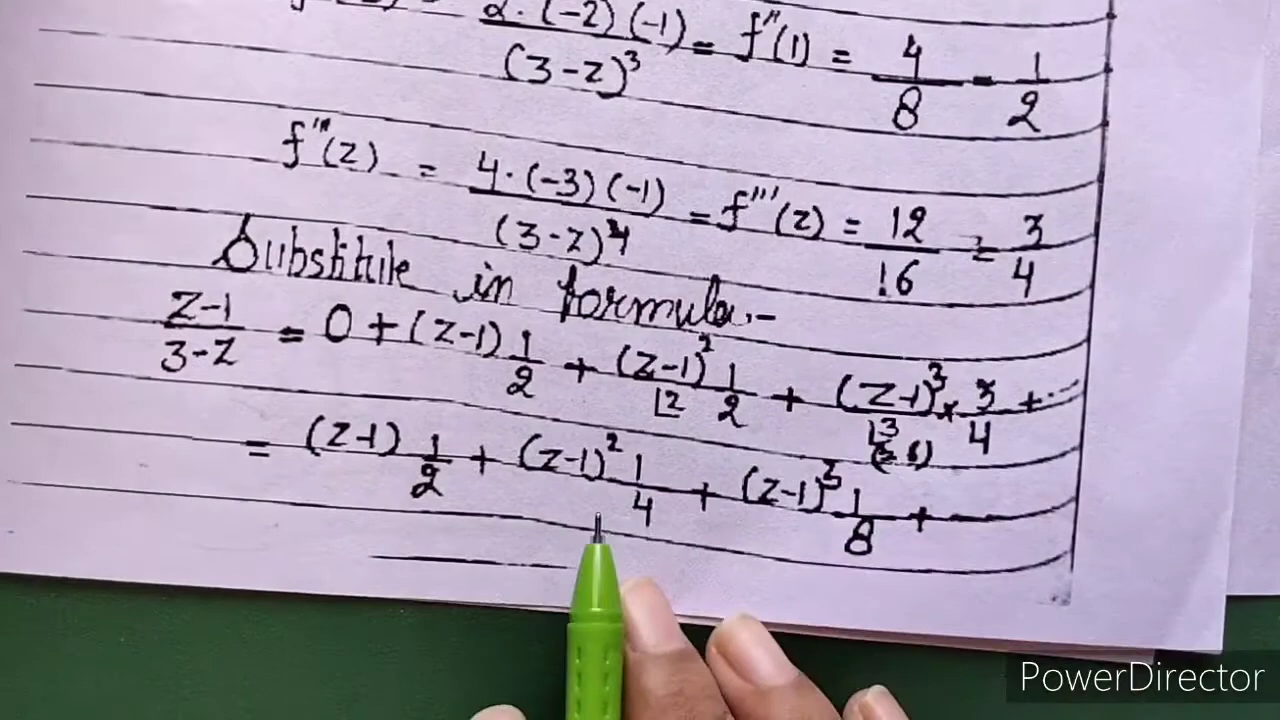 2·(-2)(-1)/(3-z)³ = f''(1) = 4/8 = 1/2
f'''(z) = 4·(-3)(-1)/(3-z)⁴ = f'''(z) = 12/16 = 3/4
Substitute in formula.-
z-1/3-z = 0 + (z-1) 1/2 + (z-1)²/∟2 1/2 + (z-1)³/∟3 × 3/4 + ...
= (z-1) 1/2 + (z-1)² 1/4 + (z-1)³ 1/8 +
PowerDirector